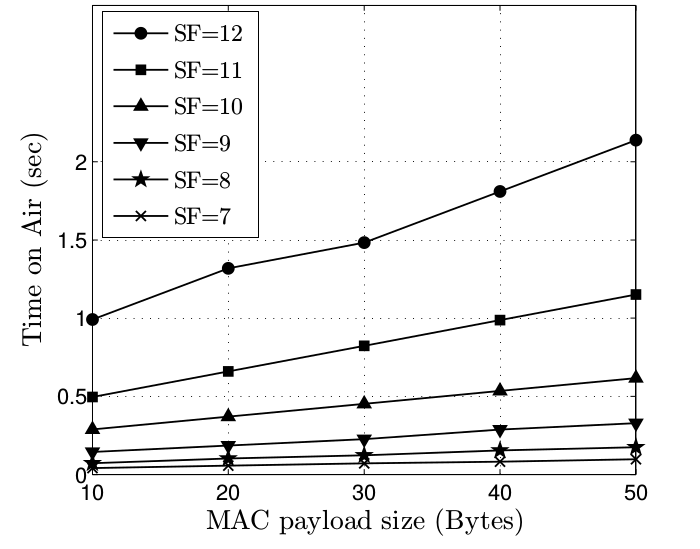 SF=12
SF=11
SF=10
SF=9
SF=8
SF=7
Time on Air (sec)
2
1.5
1
0.5
0
10 20 30 40 50
MAC payload size (Bytes)